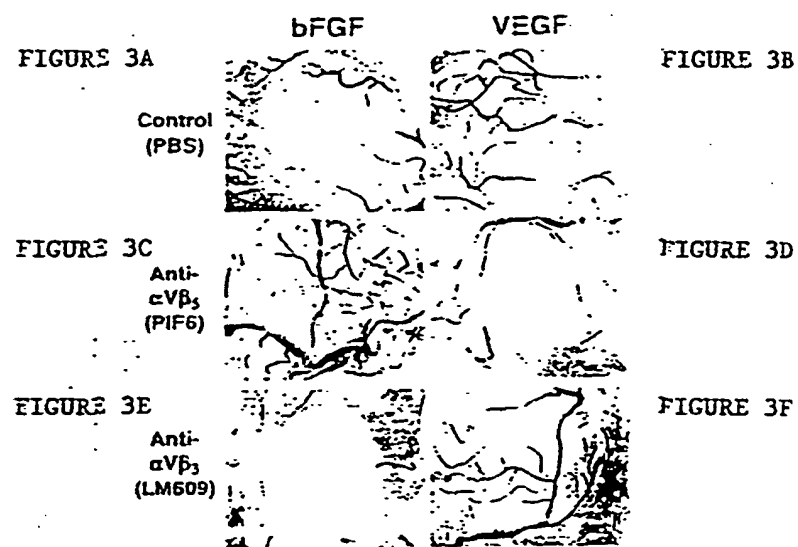 bFGF VEGF
FIGURE 3A FIGURE 3B
Control
(PBS)
FIGURE 3C FIGURE 3D
Anti-
αVβ5
(PIF6)
FIGURE 3E FIGURE 3F
Anti-
αVβ3
(LM609)